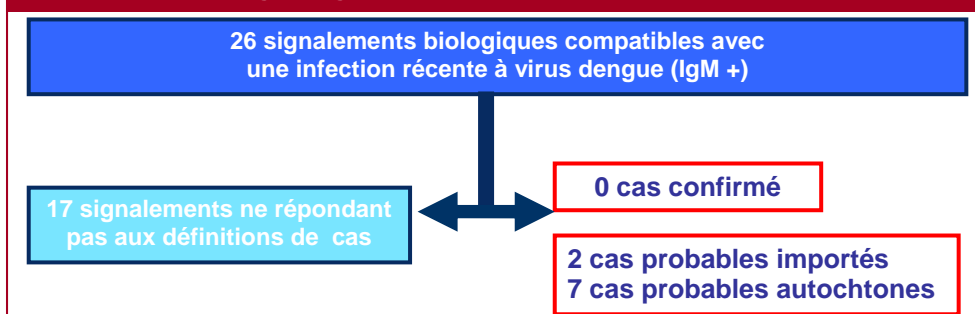 26 signalements biologiques compatibles avec
une infection récente à virus dengue (IgM +)
17 signalements ne répondant
pas aux définitions de cas
0 cas confirmé
2 cas probables importés
7 cas probables autochtones